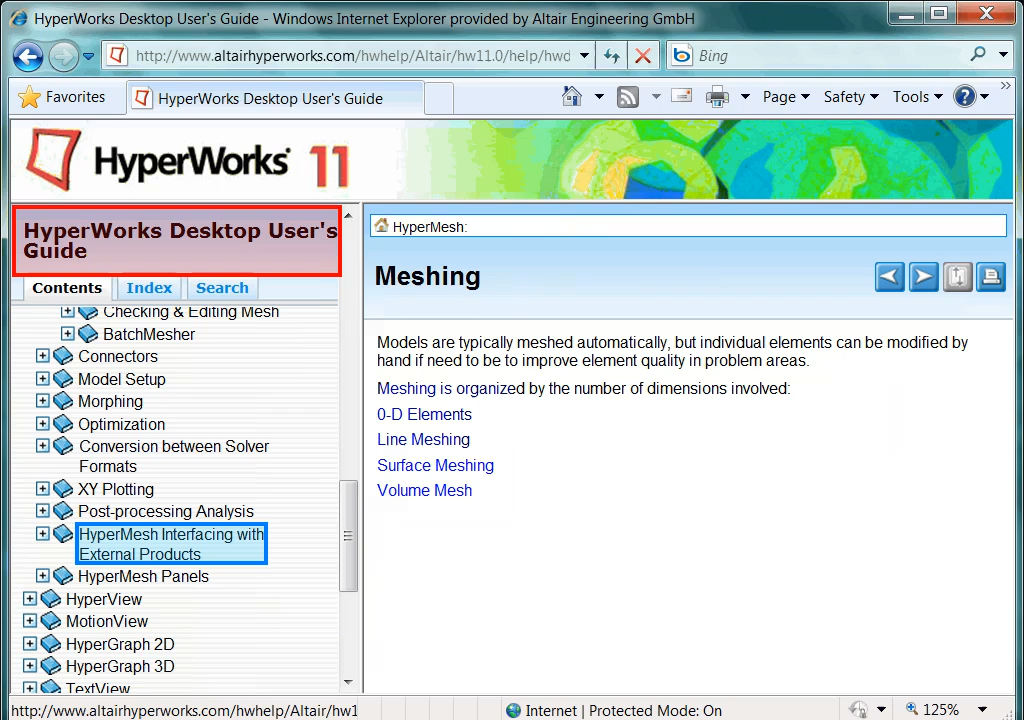 HyperWorks Desktop User's Guide - Windows Internet Explorer provided by Altair Engineering GmbH
http://www.altairhyperworks.com/hwhelp/Altair/hw11.0/help/hwd
Bing
Favorites
HyperWorks Desktop User's Guide
Page
Safety
Tools
HyperWorks 11
HyperWorks Desktop User's
Guide
Contents Index Search
Checking & Editing Mesh
BatchMesher
Connectors
Model Setup
Morphing
Optimization
Conversion between Solver
Formats
XY Plotting
Post-processing Analysis
HyperMesh Interfacing with
External Products
HyperMesh Panels
HyperView
MotionView
HyperGraph 2D
HyperGraph 3D
TextView
HyperMesh:
Meshing
Models are typically meshed automatically, but individual elements can be modified by
hand if need to be to improve element quality in problem areas.
Meshing is organized by the number of dimensions involved:
0-D Elements
Line Meshing
Surface Meshing
Volume Mesh
http://www.altairhyperworks.com/hwhelp/Altair/hw1
Internet | Protected Mode: On
125%